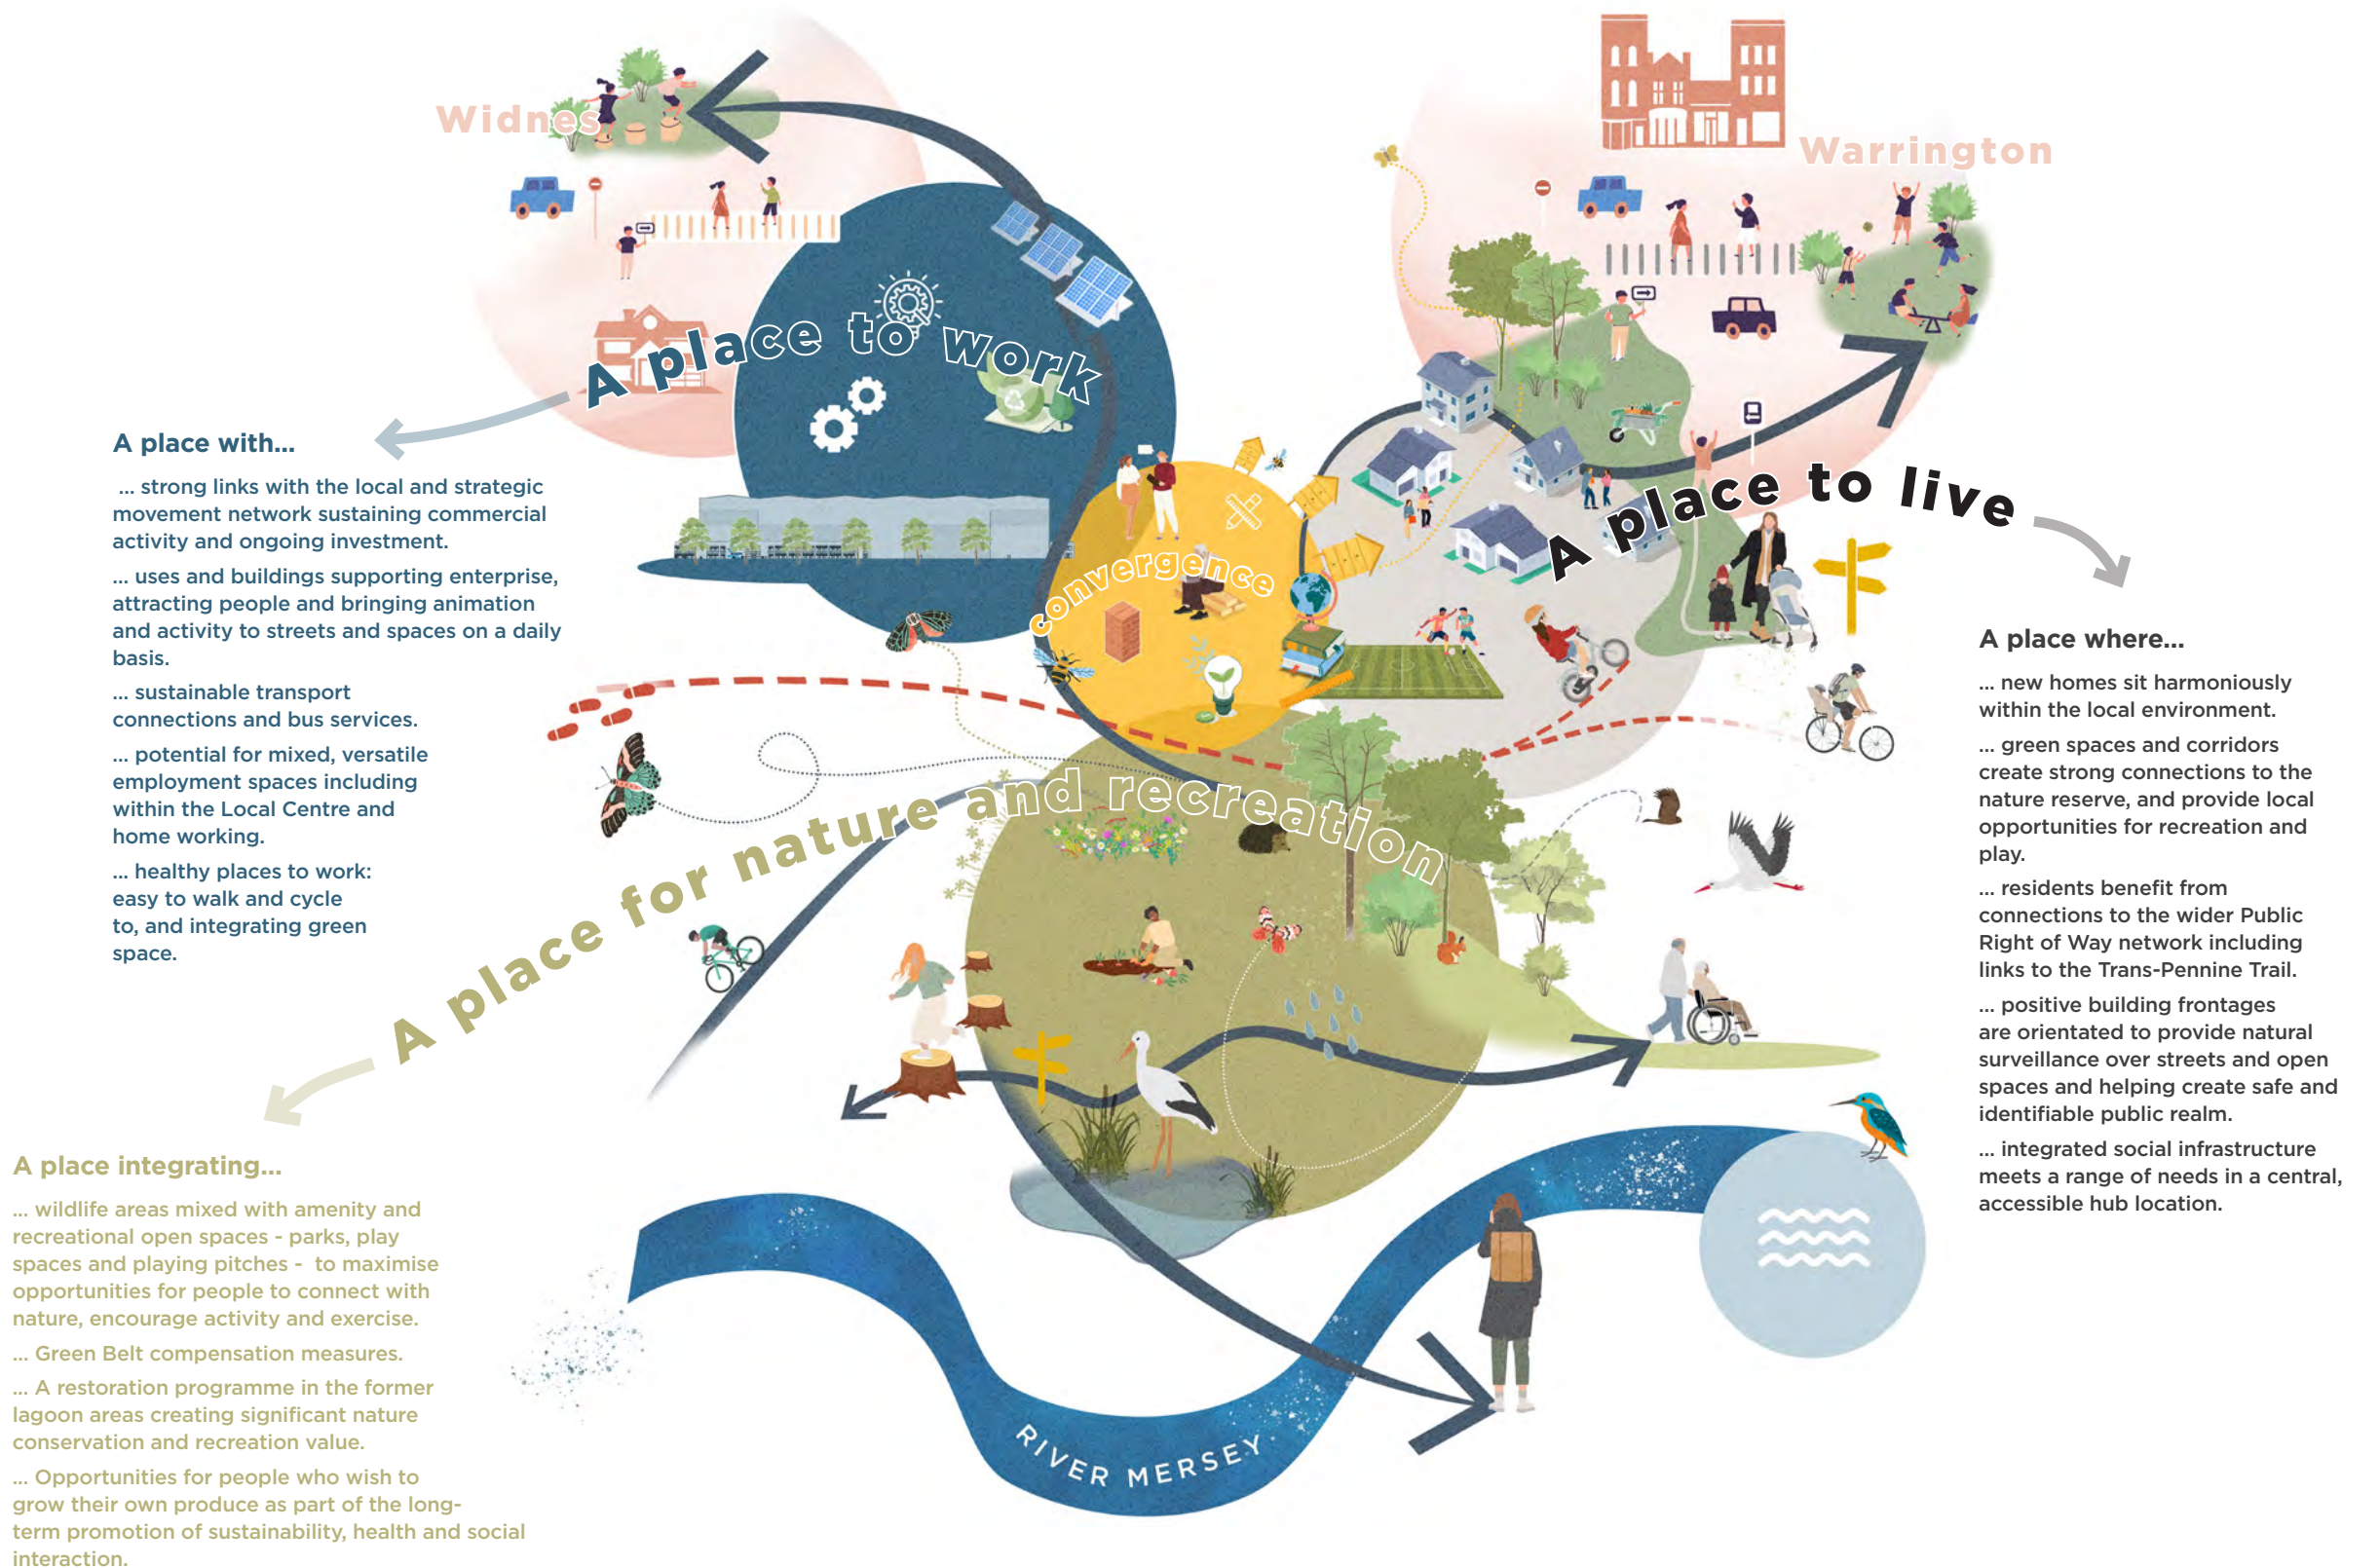 Widnes
Warrington
A place to work
A place with...
... strong links with the local and strategic
movement network sustaining commercial
activity and ongoing investment.
... uses and buildings supporting enterprise,
attracting people and bringing animation
and activity to streets and spaces on a daily
basis.
... sustainable transport
connections and bus services.
... potential for mixed, versatile
employment spaces including
within the Local Centre and
home working.
... healthy places to work:
easy to walk and cycle
to, and integrating green
space.
convergence
A place to live
A place where...
... new homes sit harmoniously
within the local environment.
... green spaces and corridors
create strong connections to the
nature reserve, and provide local
opportunities for recreation and
play.
... residents benefit from
connections to the wider Public
Right of Way network including
links to the Trans-Pennine Trail.
... positive building frontages
are orientated to provide natural
surveillance over streets and open
spaces and helping create safe and
identifiable public realm.
... integrated social infrastructure
meets a range of needs in a central,
accessible hub location.
A place for nature and recreation
A place integrating...
... wildlife areas mixed with amenity and
recreational open spaces - parks, play
spaces and playing pitches - to maximise
opportunities for people to connect with
nature, encourage activity and exercise.
... Green Belt compensation measures.
... A restoration programme in the former
lagoon areas creating significant nature
conservation and recreation value.
... Opportunities for people who wish to
grow their own produce as part of the long-
term promotion of sustainability, health and social
interaction.
RIVER MERSEY